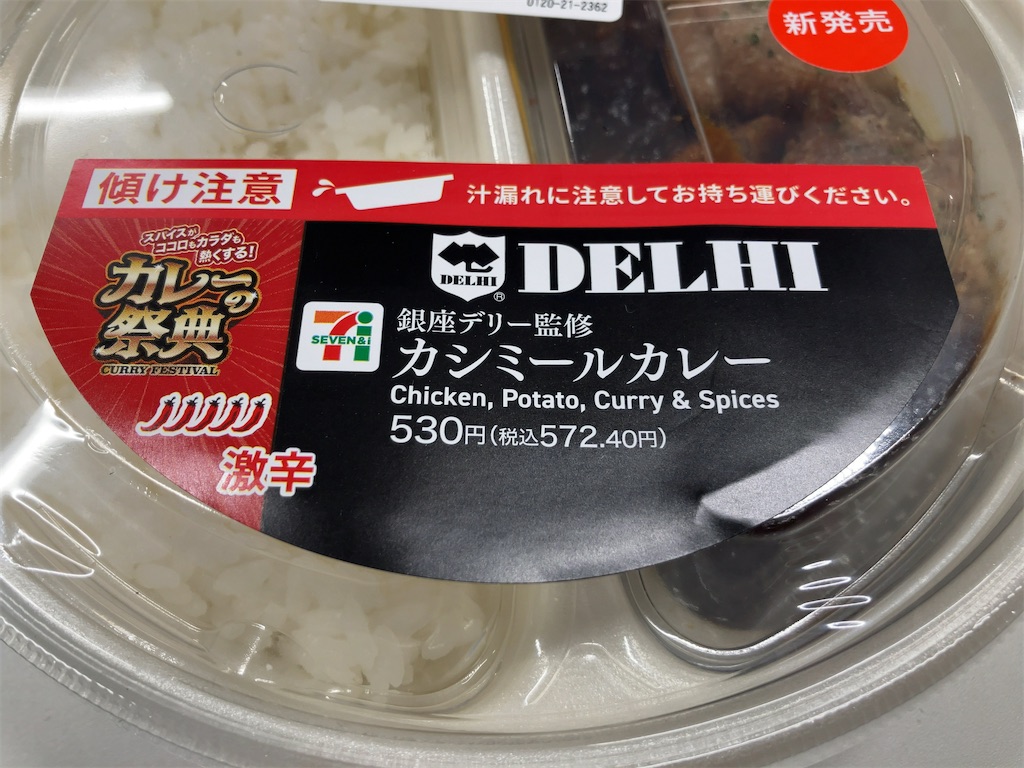 0120-21-2362
新発売
傾け注意
汁漏れに注意してお持ち運びください。
スパイスが
ココロもカラダも
熱くする!
カレーの
祭典
CURRY FESTIVAL
激辛
DELHI
®
DELHI
SEVEN&i
銀座デリー監修
カシミールカレー
Chicken, Potato, Curry & Spices
530円(税込572.40円)